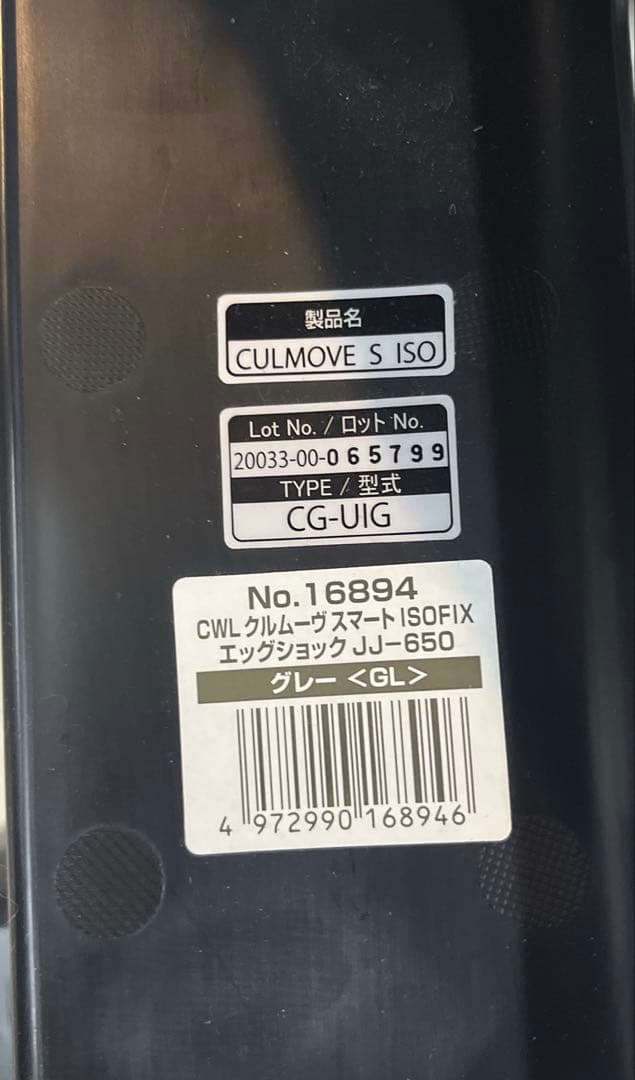 製品名
CULMOVE S ISO
Lot No. / ロット No.
20033-00-065799
TYPE / 型式
CG-UIG
No.16894
CWL クルムーヴ スマート ISOFIX
エッグショック JJ-650
グレー <GL>
4 972990 168946